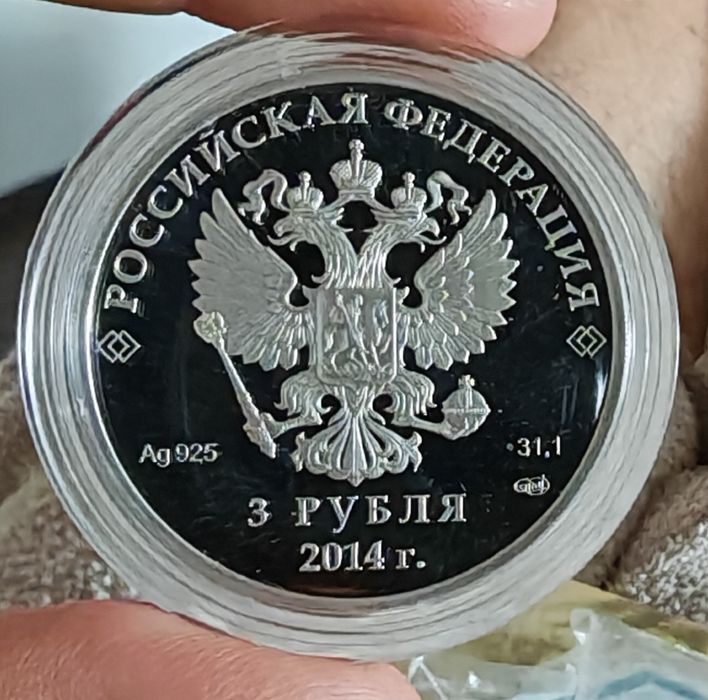 РОССИЙСКАЯ ФЕДЕРАЦИЯ
Ag 925
31,1
3 РУБЛЯ
2014 г.